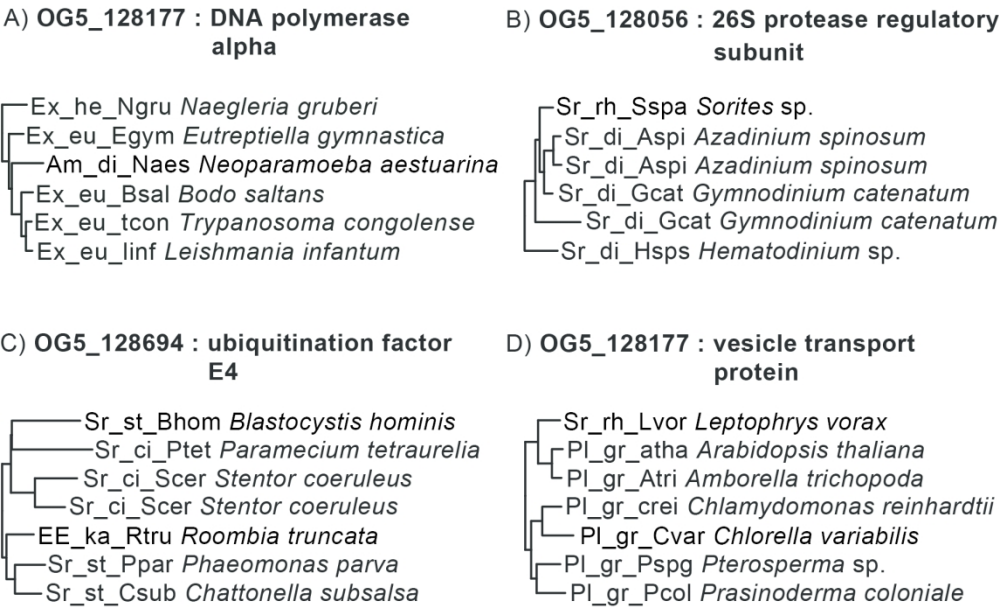 A) OG5_128177 : DNA polymerase
alpha
Ex_he_Ngru Naegleria gruberi
Ex_eu_Egym Eutreptiella gymnastica
Am_di_Naes Neoparamoeba aestuarina
Ex_eu_Bsal Bodo saltans
Ex_eu_tcon Trypanosoma congolense
Ex_eu_linf Leishmania infantum
B) OG5_128056 : 26S protease regulatory
subunit
Sr_rh_Sspa Sorites sp.
Sr_di_Aspi Azadinium spinosum
Sr_di_Aspi Azadinium spinosum
Sr_di_Gcat Gymnodinium catenatum
Sr_di_Gcat Gymnodinium catenatum
Sr_di_Hsps Hematodinium sp.
C) OG5_128694 : ubiquitination factor
E4
Sr_st_Bhom Blastocystis hominis
Sr_ci_Ptet Paramecium tetraurelia
Sr_ci_Scer Stentor coeruleus
Sr_ci_Scer Stentor coeruleus
EE_ka_Rtru Roombia truncata
Sr_st_Ppar Phaeomonas parva
Sr_st_Csub Chattonella subsalsa
D) OG5_128177 : vesicle transport
protein
Sr_rh_Lvor Leptophrys vorax
Pl_gr_atha Arabidopsis thaliana
Pl_gr_Atri Amborella trichopoda
Pl_gr_crei Chlamydomonas reinhardtii
Pl_gr_Cvar Chlorella variabilis
Pl_gr_Pspg Pterosperma sp.
Pl_gr_Pcol Prasinoderma coloniale